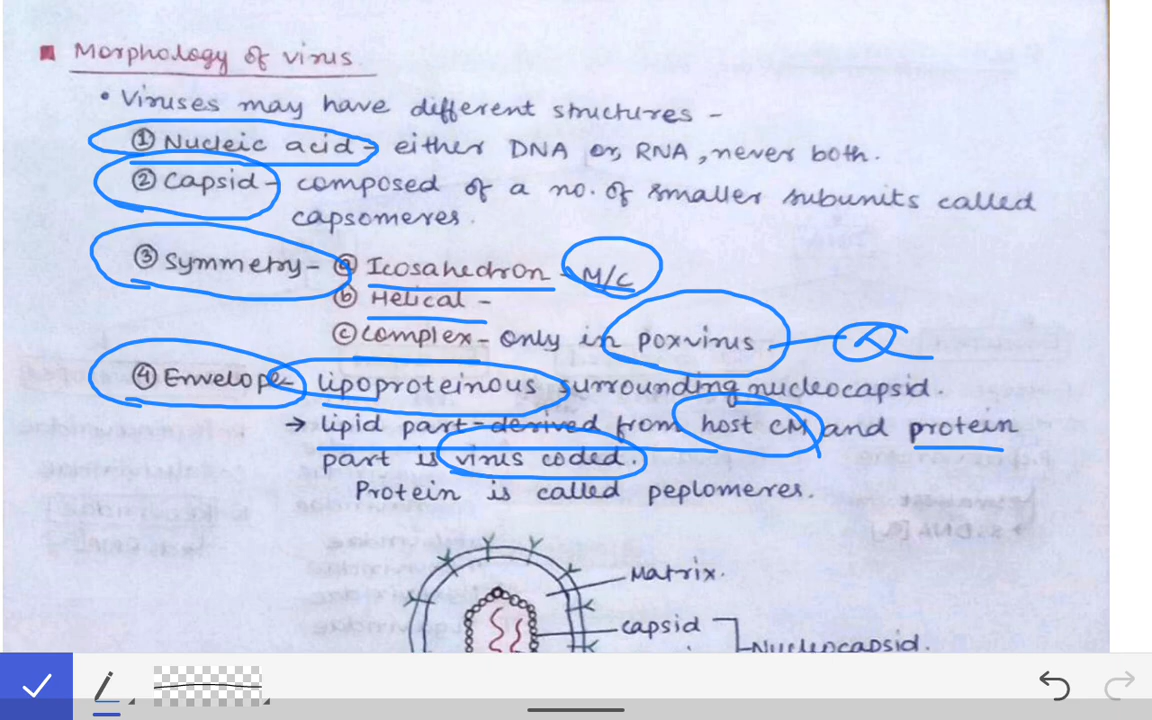 Morphology of virus
• Viruses may have different structures -
① Nucleic acid - either DNA or RNA, never both.
② Capsid - composed of a no. of smaller subunits called
capsomeres.
③ Symmetry - ⓐ Icosahedron - M/C
ⓑ Helical -
ⓒ Complex - only in poxvirus.
④ Envelope lipoproteinous surrounding nucleocapsid.
→ lipid part - derived from host CM and protein
part is virus coded.
Protein is called peplomeres.
Matrix.
capsid
Nucleocapsid.